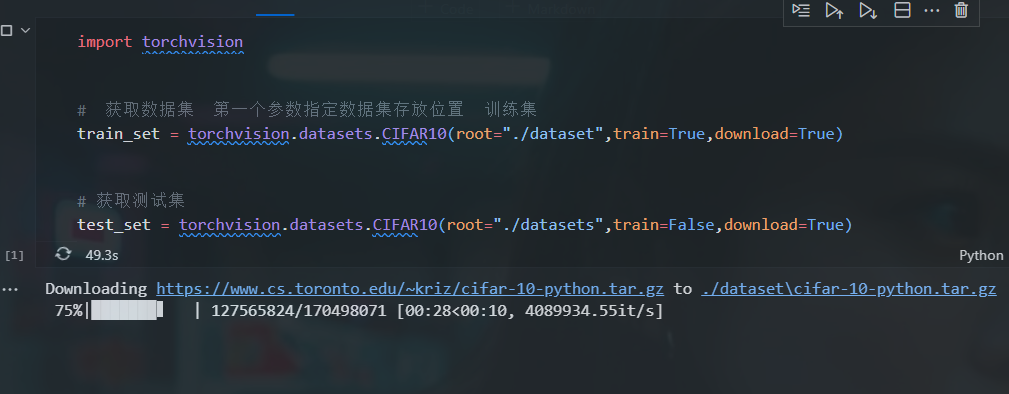 import torchvision
#  获取数据集  第一个参数指定数据集存放位置  训练集
train_set = torchvision.datasets.CIFAR10(root="./dataset",train=True,download=True)
# 获取测试集
test_set = torchvision.datasets.CIFAR10(root="./datasets",train=False,download=True)
[1] 49.3s Python
Downloading https://www.cs.toronto.edu/~kriz/cifar-10-python.tar.gz to ./dataset\cifar-10-python.tar.gz
75%|███████▌  | 127565824/170498071 [00:28<00:10, 4089934.55it/s]